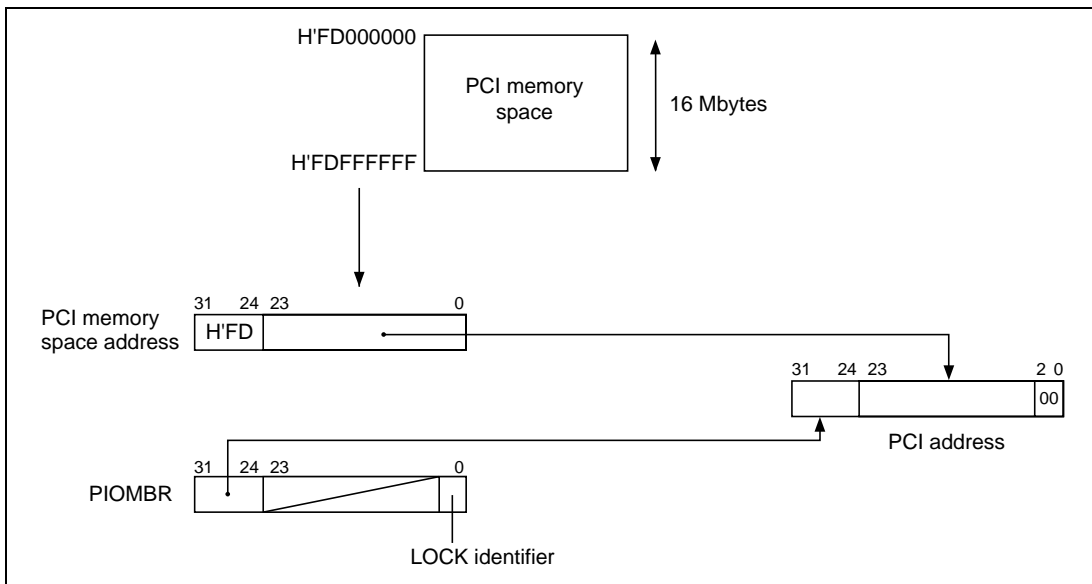 H'FD000000
PCI memory
space
16 Mbytes
H'FDFFFFFF
31 24 23 0
PCI memory
space address
H'FD
31 24 23 2 0
00
PCI address
31 24 23 0
PIOMBR
LOCK identifier